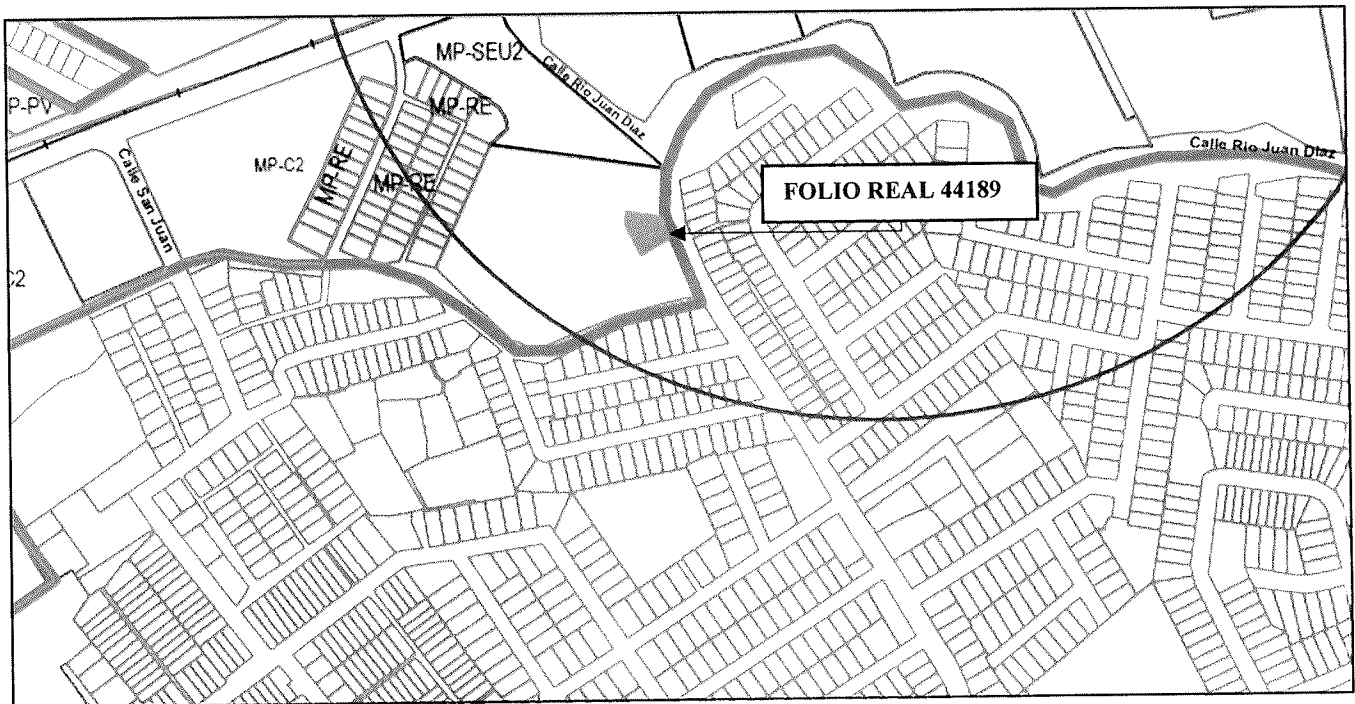 MP-SEU2
Calle Rio Juan Diaz
P-PV
MP-RE
Calle San Juan
MP-C2
MP-RE
MP-RE
Calle Rio Juan Diaz
FOLIO REAL 44189
C2